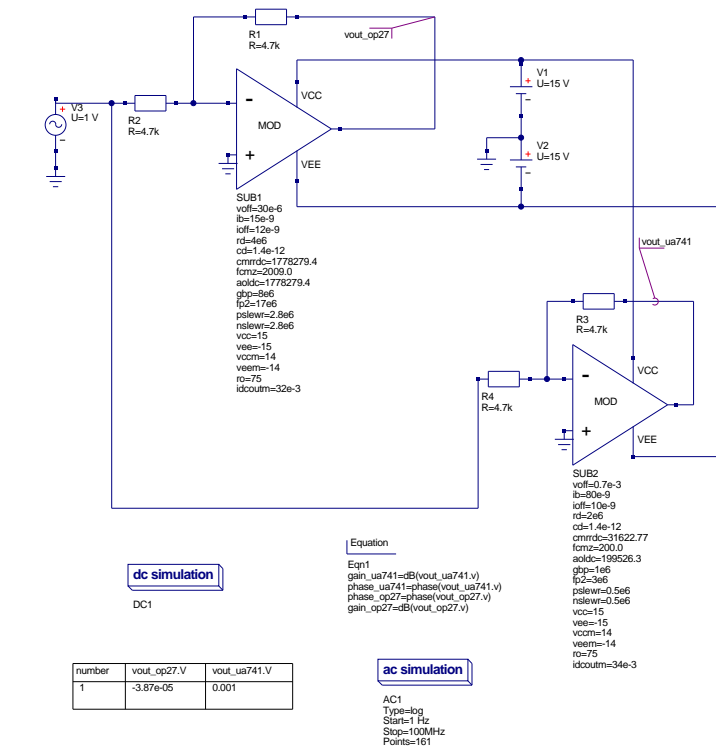 R1
R=4.7k
vout_op27
V3
U=1 V
R2
R=4.7k
-
+
MOD
VCC
VEE
V1
U=15 V
V2
U=15 V
SUB1
voff=30e-6
ib=15e-9
ioff=12e-9
rd=4e6
cd=1.4e-12
cmrrdc=1778279.4
fcmz=2009.0
aoldc=1778279.4
gbp=8e6
fp2=17e6
pslewr=2.8e6
nslewr=2.8e6
vcc=15
vee=-15
vccm=14
veem=-14
ro=75
idcoutm=32e-3
vout_ua741
R3
R=4.7k
R4
R=4.7k
-
+
MOD
VCC
VEE
SUB2
voff=0.7e-3
ib=80e-9
ioff=10e-9
rd=2e6
cd=1.4e-12
cmrrdc=31622.77
fcmz=200.0
aoldc=199526.3
gbp=1e6
fp2=3e6
pslewr=0.5e6
nslewr=0.5e6
vcc=15
vee=-15
vccm=14
veem=-14
ro=75
idcoutm=34e-3
dc simulation
DC1
Equation
Eqn1
gain_ua741=dB(vout_ua741.v)
phase_ua741=phase(vout_ua741.v)
phase_op27=phase(vout_op27.v)
gain_op27=dB(vout_op27.v)
number vout_op27.V vout_ua741.V
1 -3.87e-05 0.001
ac simulation
AC1
Type=log
Start=1 Hz
Stop=100MHz
Points=161